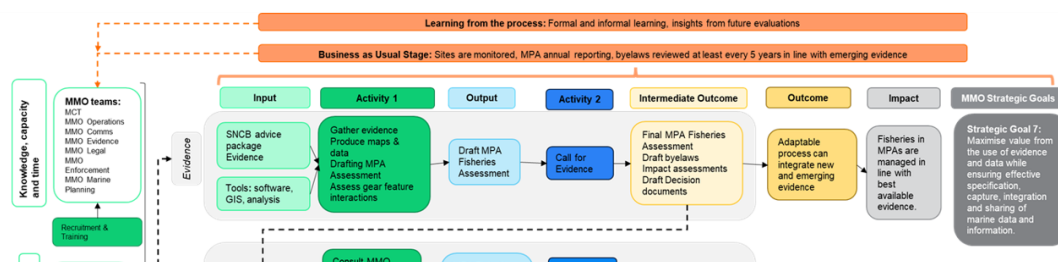 Learning from the process: Formal and informal learning, insights from future evaluations
Business as Usual Stage: Sites are monitored, MPA annual reporting, byelaws reviewed at least every 5 years in line with emerging evidence
Knowledge, capacity
and time
MMO teams:
MCT
MMO Operations
MMO Comms
MMO Evidence
MMO Legal
MMO
Enforcement
MMO Marine
Planning
Recruitment &
Training
Evidence
Input
SNCB advice
package
Evidence
Tools: software,
GIS, analysis
Activity 1
Gather evidence
Produce maps &
data
Drafting MPA
Assessment
Assess gear feature
interactions
Output
Draft MPA
Fisheries
Assessment
Activity 2
Call for
Evidence
Intermediate Outcome
Final MPA Fisheries
Assessment
Draft byelaws
Impact assessments
Draft Decision
documents
Outcome
Adaptable
process can
integrate new
and emerging
evidence
Impact
Fisheries in
MPAs are
managed in
line with
best
available
evidence.
MMO Strategic Goals
Strategic Goal 7:
Maximise value from
the use of evidence
and data while
ensuring effective
specification,
capture, integration
and sharing of
marine data and
information.
Consult MMO